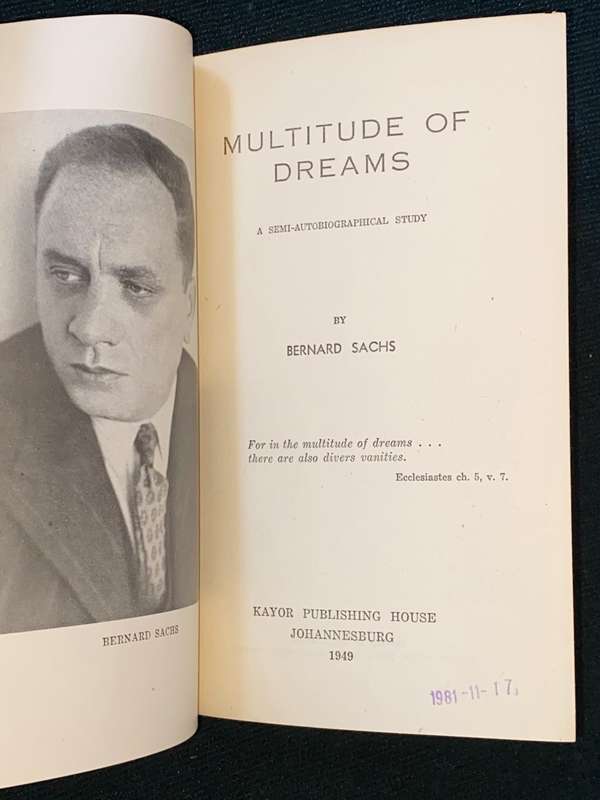 BERNARD SACHS
MULTITUDE OF
DREAMS
A SEMI-AUTOBIOGRAPHICAL STUDY
BY
BERNARD SACHS
For in the multitude of dreams . . .
there are also divers vanities.
Ecclesiastes ch. 5, v. 7.
KAYOR PUBLISHING HOUSE
JOHANNESBURG
1949
1981-11-17